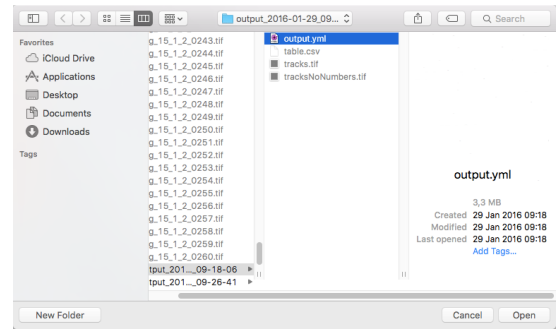 output_2016-01-29_09...
Search
Favorites
iCloud Drive
Applications
Desktop
Documents
Downloads
Tags
g_15_1_2_0243.tif
g_15_1_2_0244.tif
g_15_1_2_0245.tif
g_15_1_2_0246.tif
g_15_1_2_0247.tif
g_15_1_2_0248.tif
g_15_1_2_0249.tif
g_15_1_2_0250.tif
g_15_1_2_0251.tif
g_15_1_2_0252.tif
g_15_1_2_0253.tif
g_15_1_2_0254.tif
g_15_1_2_0255.tif
g_15_1_2_0256.tif
g_15_1_2_0257.tif
g_15_1_2_0258.tif
g_15_1_2_0259.tif
g_15_1_2_0260.tif
tput_201..._09-18-06
tput_201..._09-26-41
output.yml
table.csv
tracks.tif
tracksNoNumbers.tif
output.yml
3,3 MB
Created 29 Jan 2016 09:18
Modified 29 Jan 2016 09:18
Last opened 29 Jan 2016 09:18
Add Tags...
New Folder
Cancel
Open